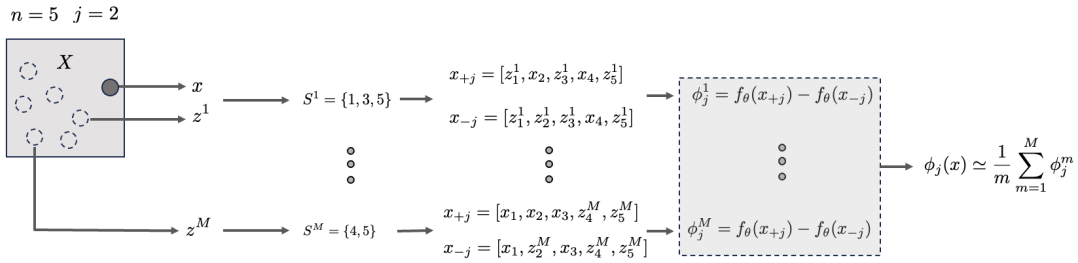 n = 5 j = 2
X
x
z^1
S^1 = {1, 3, 5}
x_{+j} = [z_1^1, x_2, z_3^1, x_4, z_5^1]
x_{-j} = [z_1^1, z_2^1, z_3^1, x_4, z_5^1]
ϕ_j^1 = f_θ(x_{+j}) − f_θ(x_{-j})
z^M
S^M = {4, 5}
x_{+j} = [x_1, x_2, x_3, z_4^M, z_5^M]
x_{-j} = [x_1, z_2^M, x_3, z_4^M, z_5^M]
ϕ_j^M = f_θ(x_{+j}) − f_θ(x_{-j})
ϕ_j(x) ≃ \frac{1}{m} \sum_{m=1}^{M} ϕ_j^m